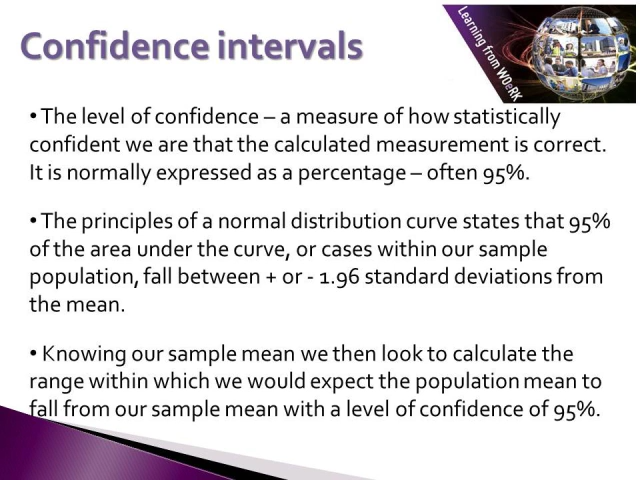 Confidence intervals
Learning from WOeRK
• The level of confidence – a measure of how statistically
confident we are that the calculated measurement is correct.
It is normally expressed as a percentage – often 95%.
• The principles of a normal distribution curve states that 95%
of the area under the curve, or cases within our sample
population, fall between + or - 1.96 standard deviations from
the mean.
• Knowing our sample mean we then look to calculate the
range within which we would expect the population mean to
fall from our sample mean with a level of confidence of 95%.